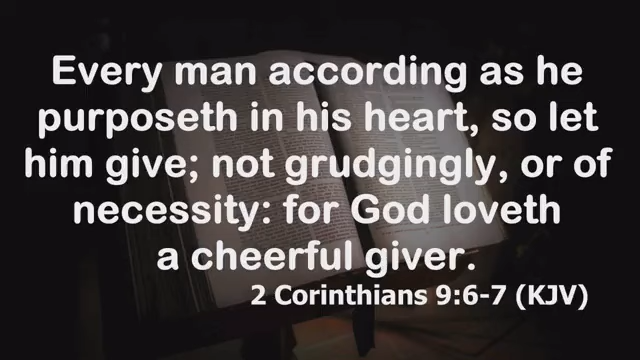 Every man according as he
purposeth in his heart, so let
him give; not grudgingly, or of
necessity: for God loveth
a cheerful giver.
2 Corinthians 9:6-7 (KJV)